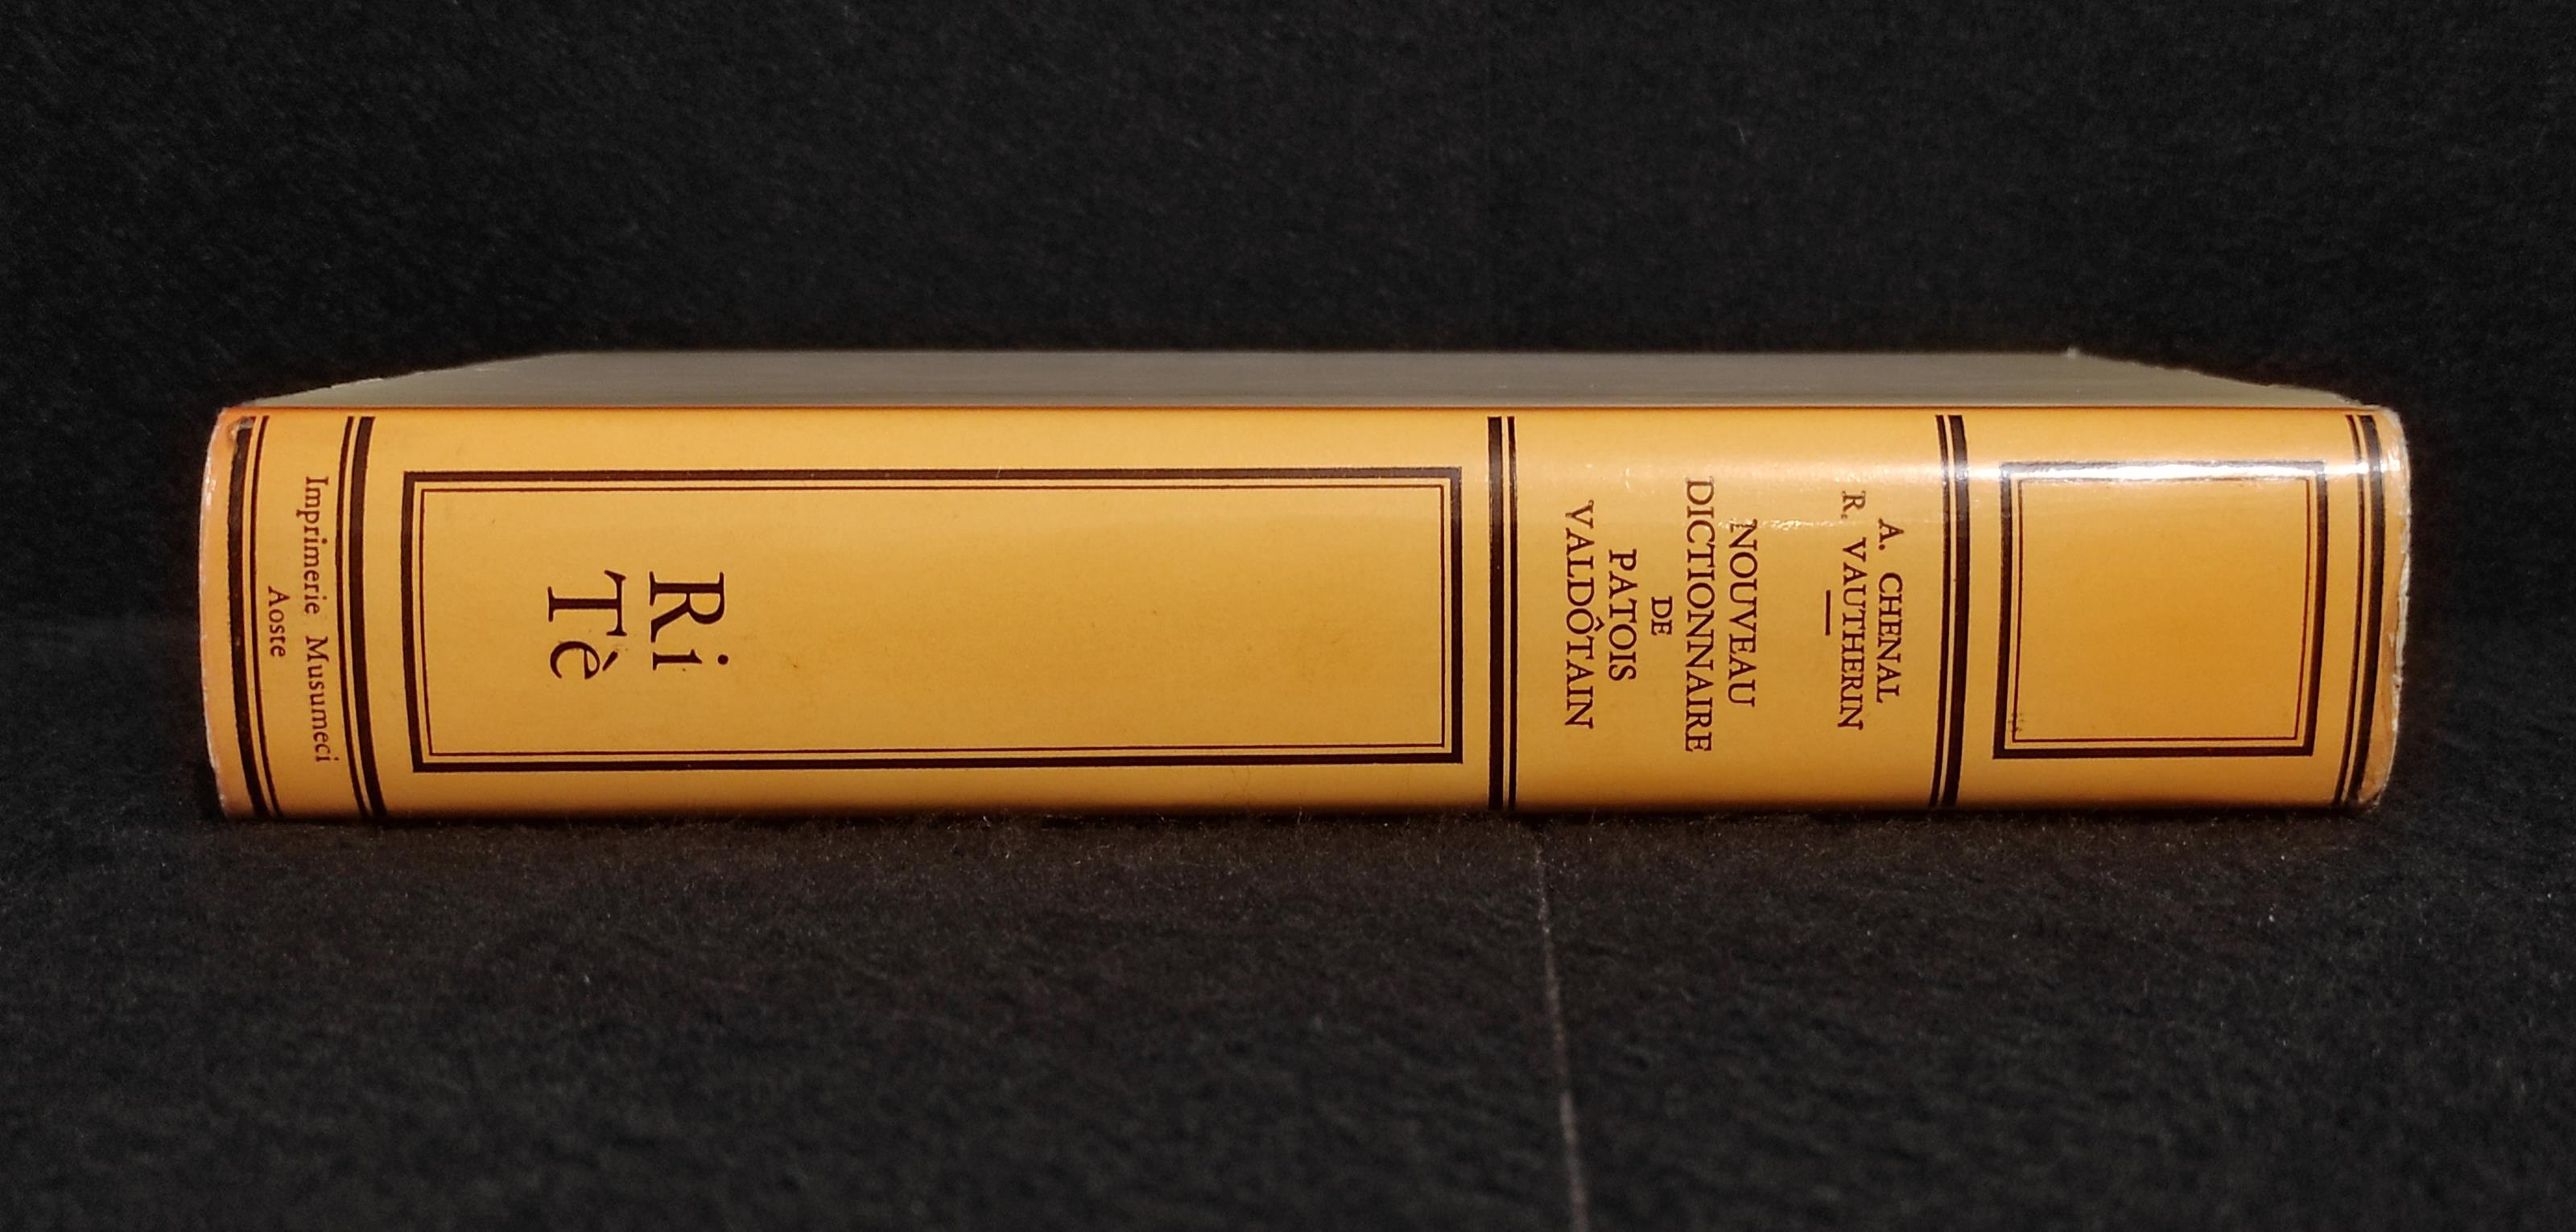 A. CHENAL
R. VAUTHERIN
NOUVEAU
DICTIONNAIRE
DE
PATOIS
VALDÔTAIN
Ri
Tè
Imprimerie Musumeci
Aoste